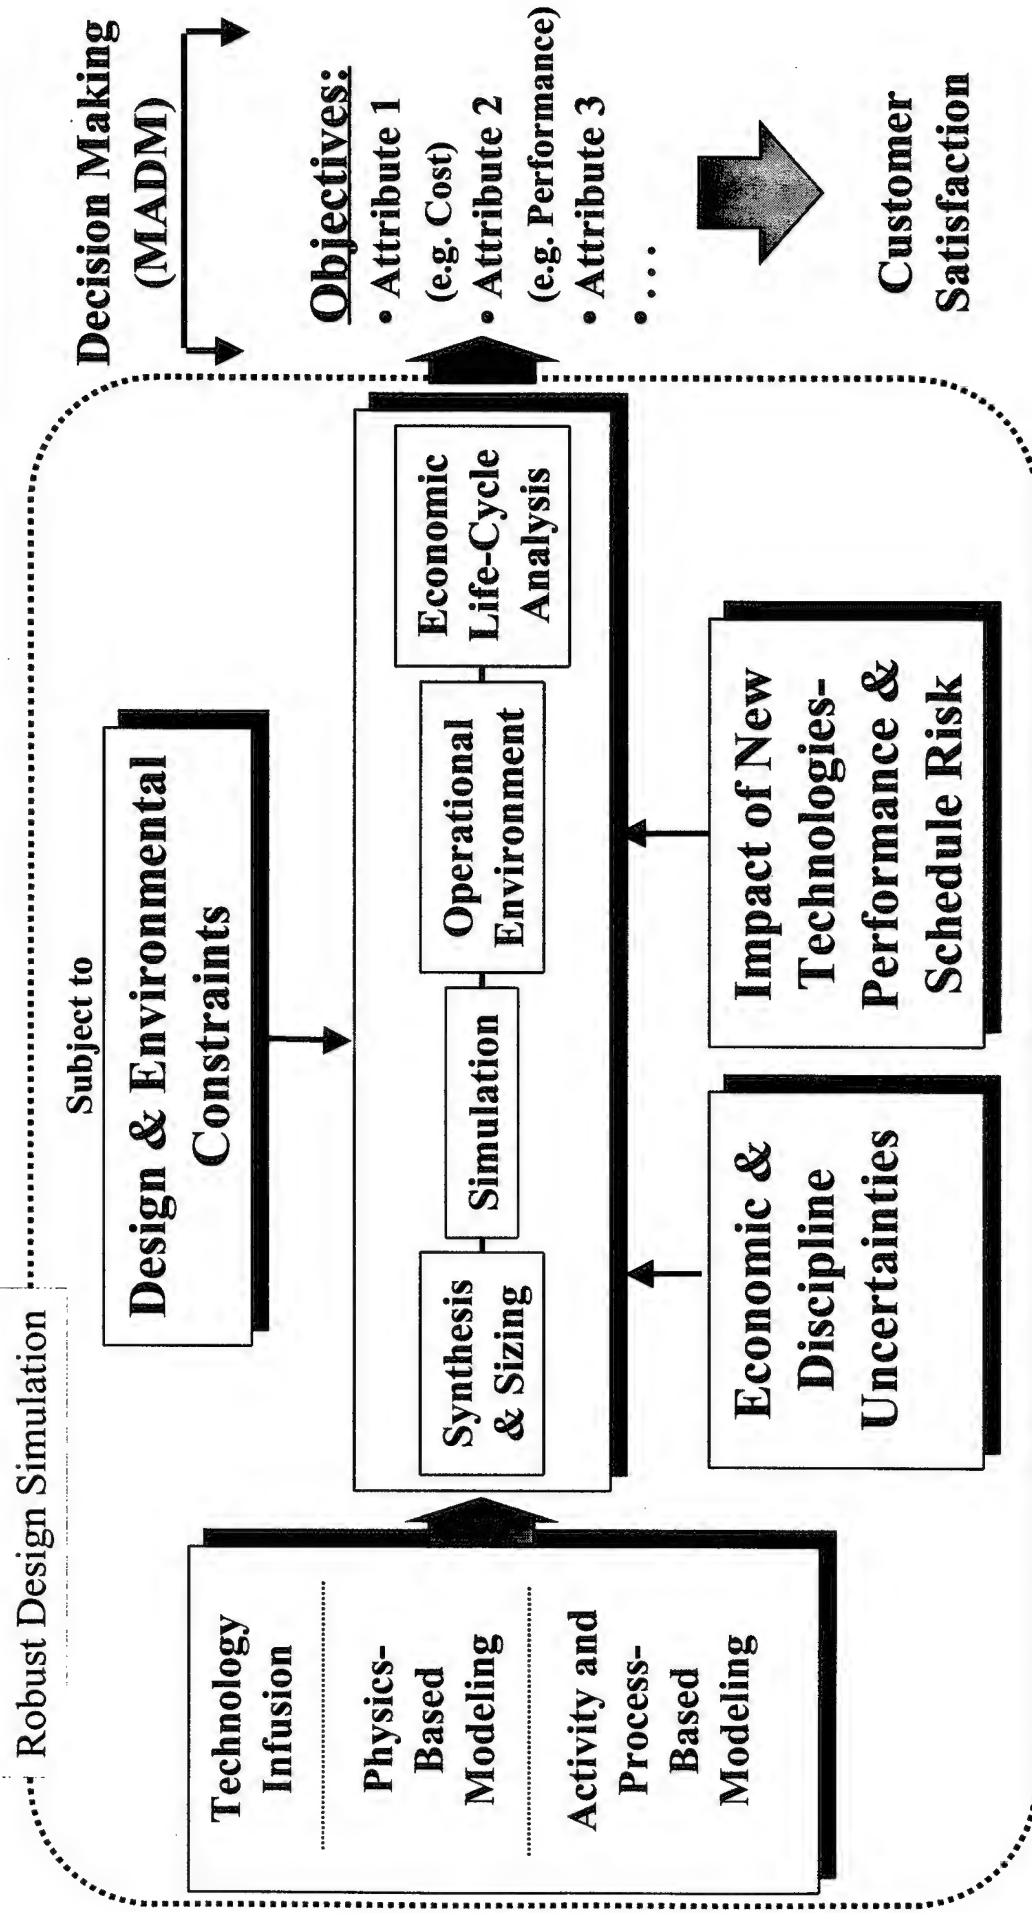 Robust Design Simulation
Subject to
Design & Environmental
Constraints
Technology
Infusion
Physics-
Based
Modeling
Activity and
Process-
Based
Modeling
Synthesis
& Sizing
Simulation
Operational
Environment
Economic
Life-Cycle
Analysis
Economic &
Discipline
Uncertainties
Impact of New
Technologies-
Performance &
Schedule Risk
Decision Making
(MADM)
Objectives:
• Attribute 1
(e.g. Cost)
• Attribute 2
(e.g. Performance)
• Attribute 3
• . . .
Customer
Satisfaction